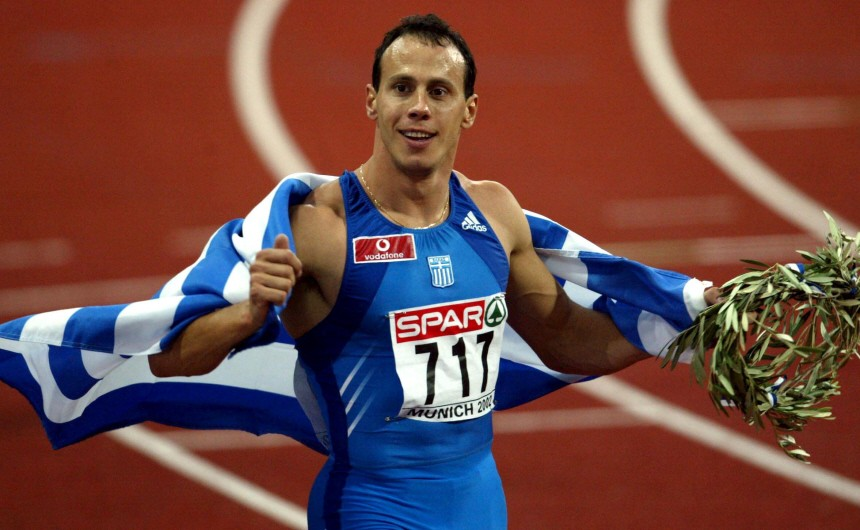 adidas
vodafone
SPAR
717
MUNICH 2002